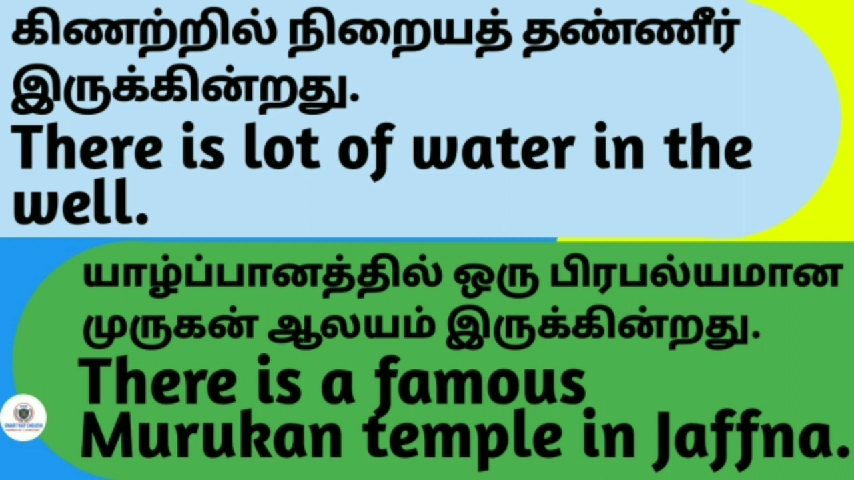 கிணற்றில் நிறையத் தண்ணீர்
இருக்கின்றது.
There is lot of water in the
well.
யாழ்ப்பானத்தில் ஒரு பிரபல்யமான
முருகன் ஆலயம் இருக்கின்றது.
There is a famous
Murukan temple in Jaffna.